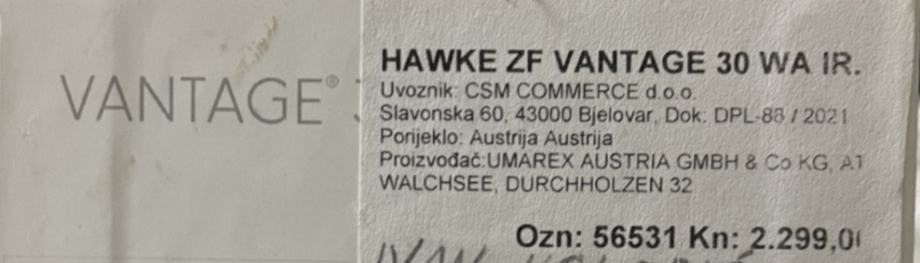 VANTAGE®
HAWKE ZF VANTAGE 30 WA IR.
Uvoznik: CSM COMMERCE d.o.o.
Slavonska 60, 43000 Bjelovar, Dok: DPL-88 / 2021
Porijeklo: Austrija Austrija
Proizvođač:UMAREX AUSTRIA GMBH & Co KG, AT
WALCHSEE, DURCHHOLZEN 32
Ozn: 56531 Kn: 2.299,0